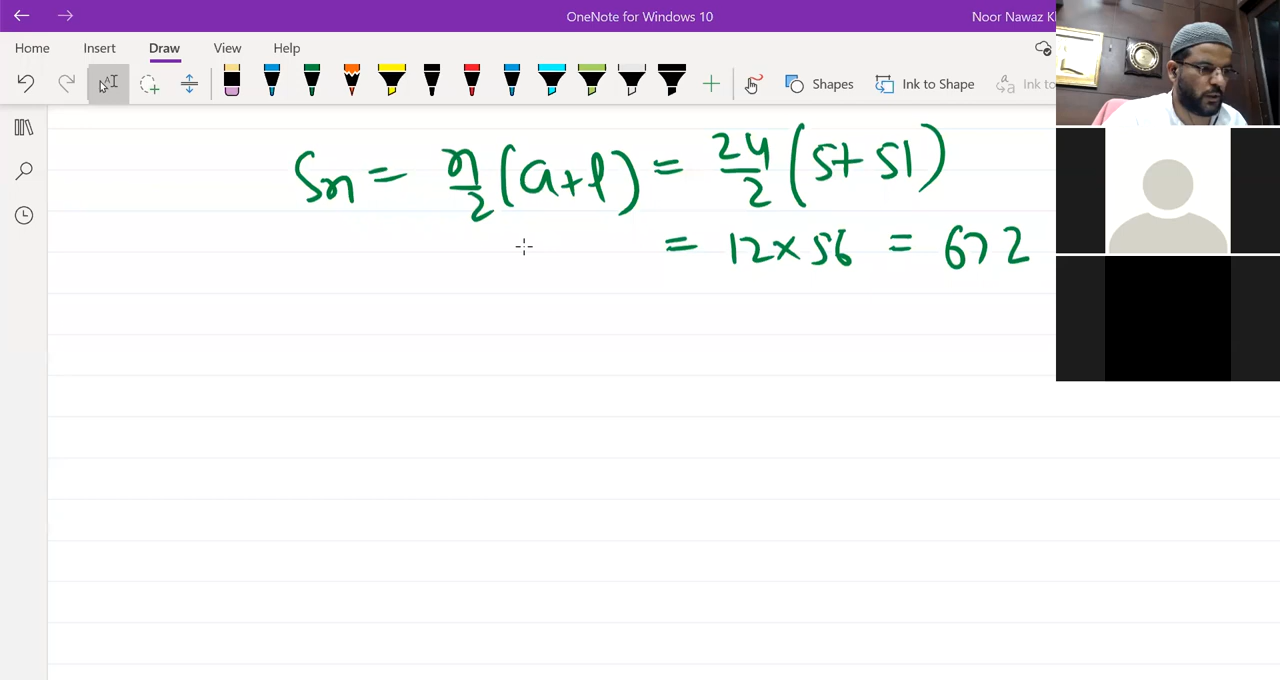 OneNote for Windows 10
Noor Nawaz K
Home Insert Draw View Help
Shapes Ink to Shape Ink to
Sn = n/2 (a+l) = 24/2 (5+51)
= 12×56 = 672